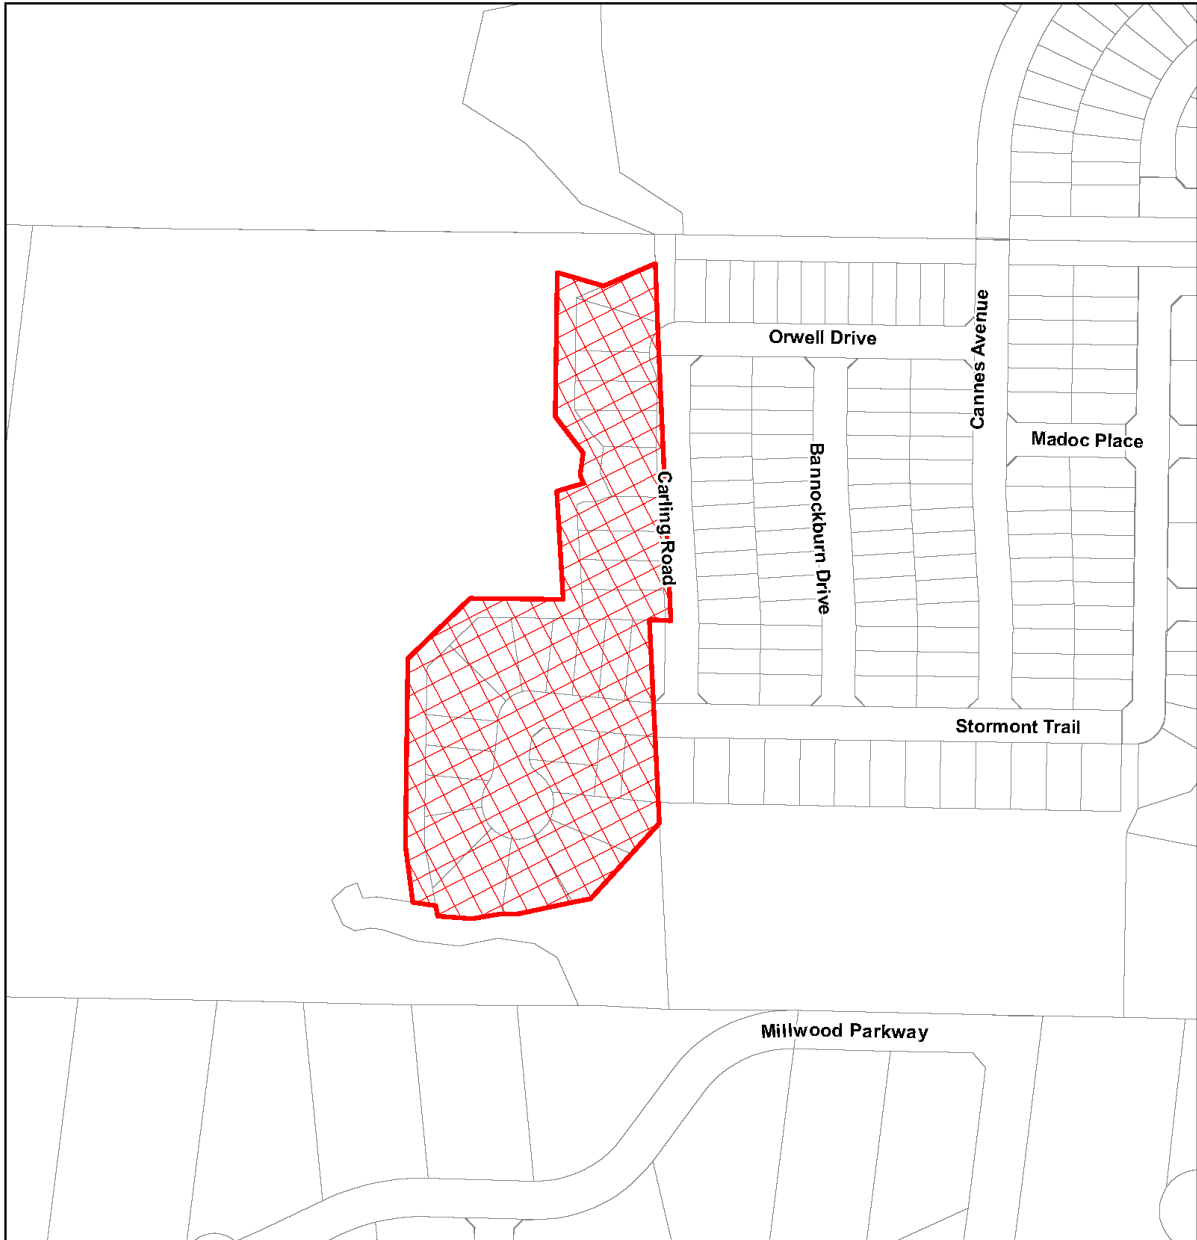 Orwell Drive
Cannes Avenue
Madoc Place
Bannockburn Drive
Carling Road
Stormont Trail
Millwood Parkway